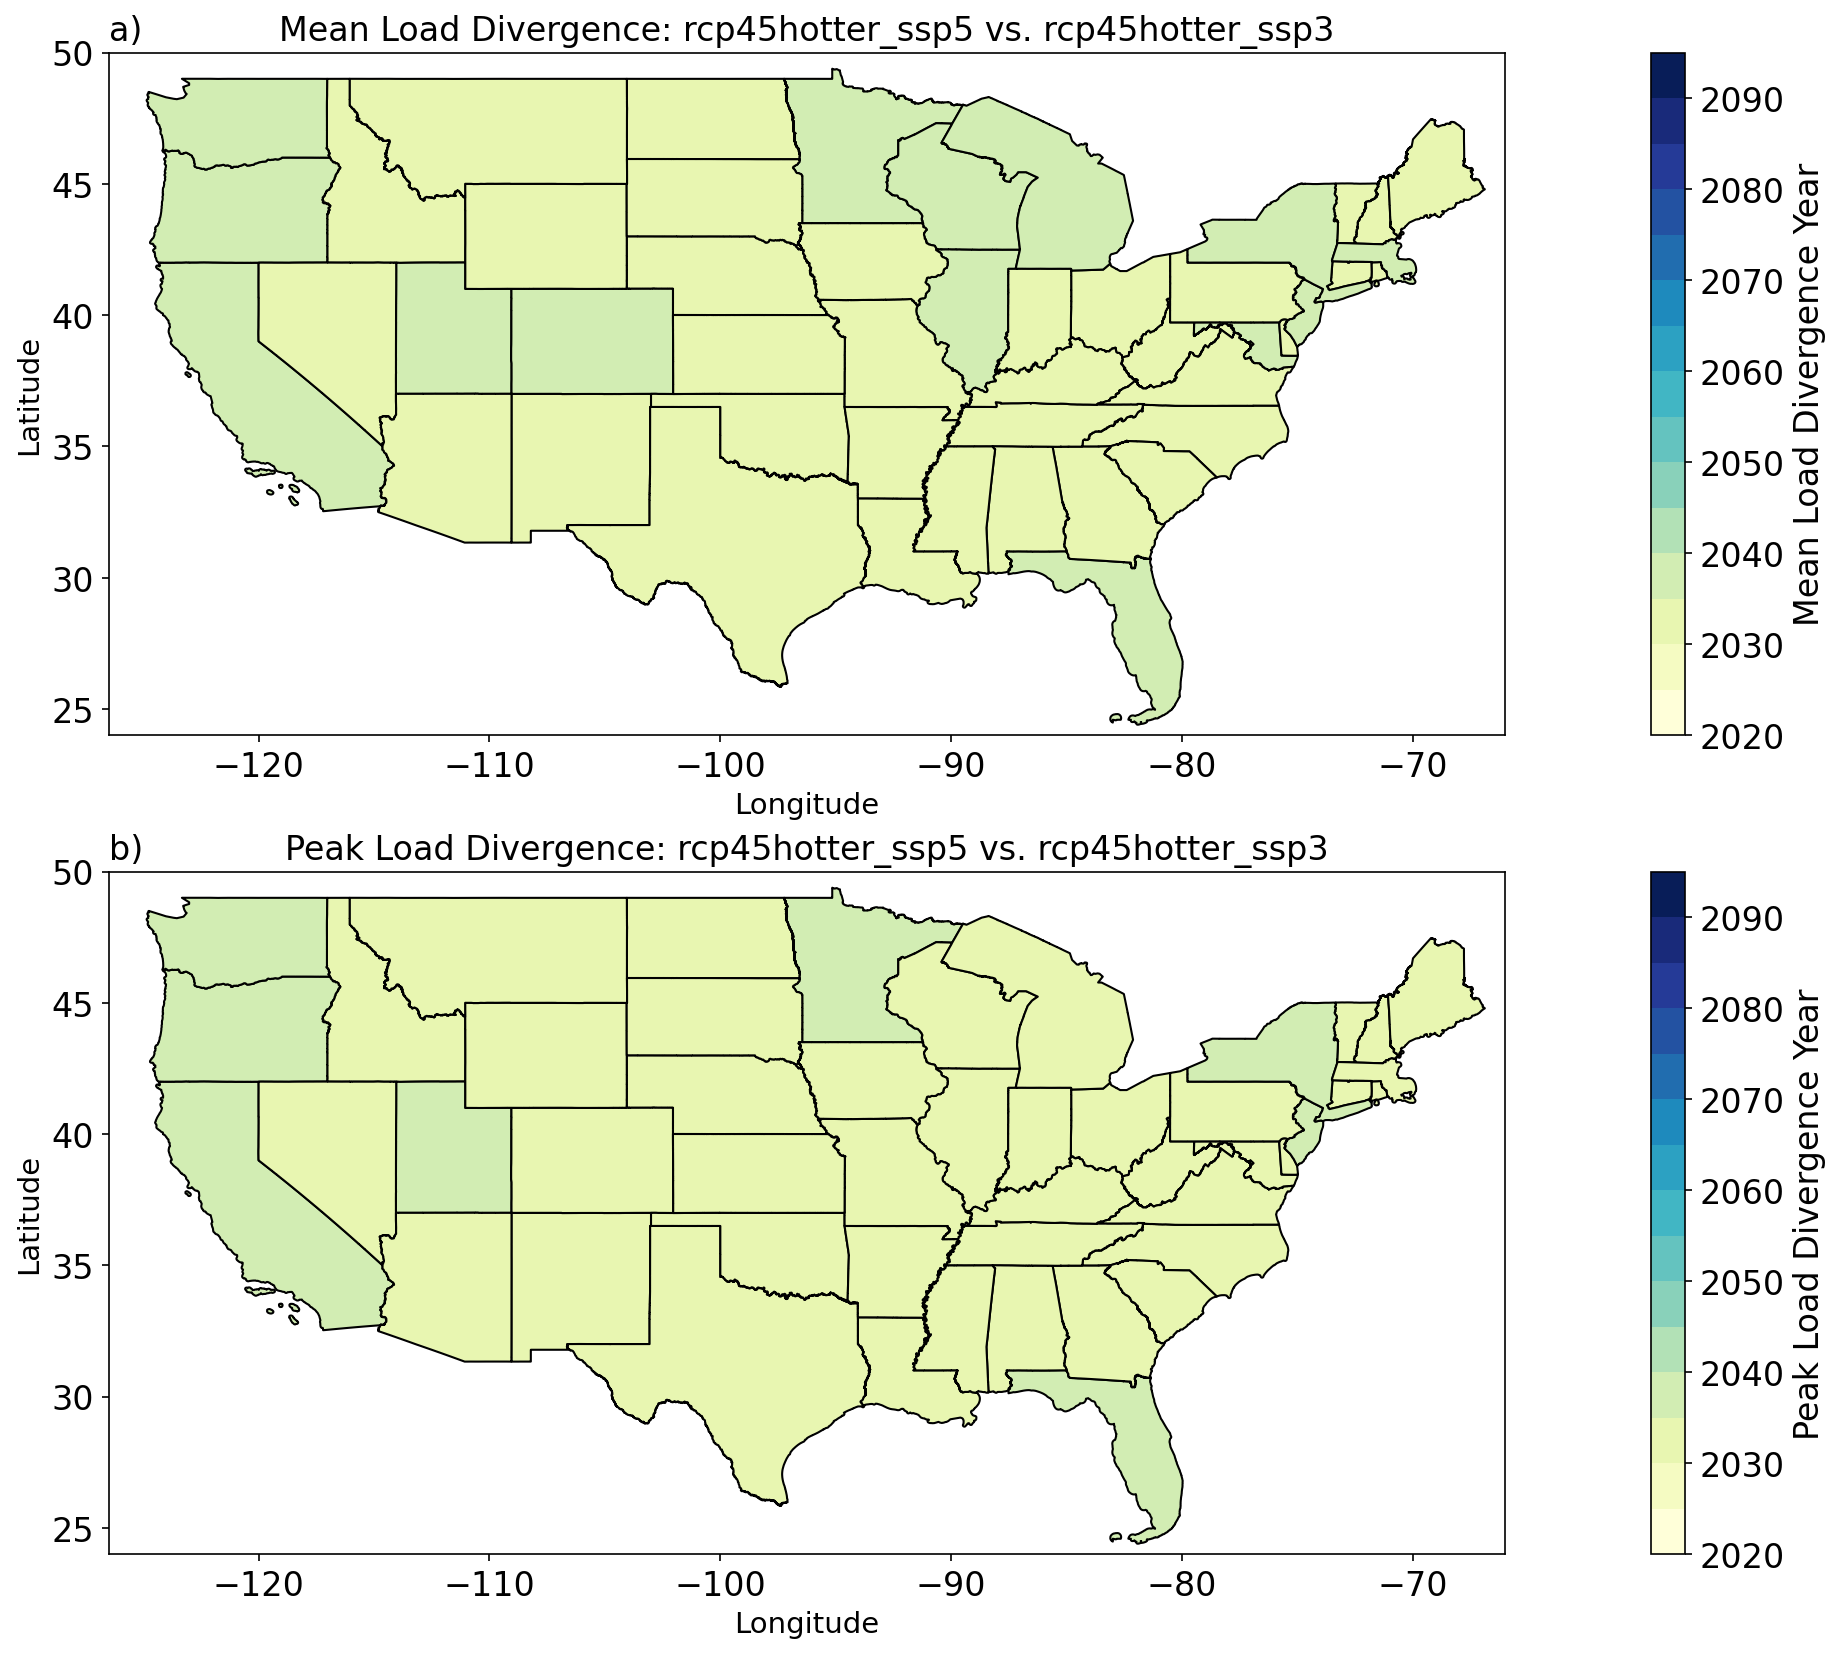 a) Mean Load Divergence: rcp45hotter_ssp5 vs. rcp45hotter_ssp3
50
45
40
35
30
25
Latitude
−120 −110 −100 −90 −80 −70
Longitude
2090
2080
2070
2060
2050
2040
2030
2020
Mean Load Divergence Year
b) Peak Load Divergence: rcp45hotter_ssp5 vs. rcp45hotter_ssp3
50
45
40
35
30
25
Latitude
−120 −110 −100 −90 −80 −70
Longitude
2090
2080
2070
2060
2050
2040
2030
2020
Peak Load Divergence Year